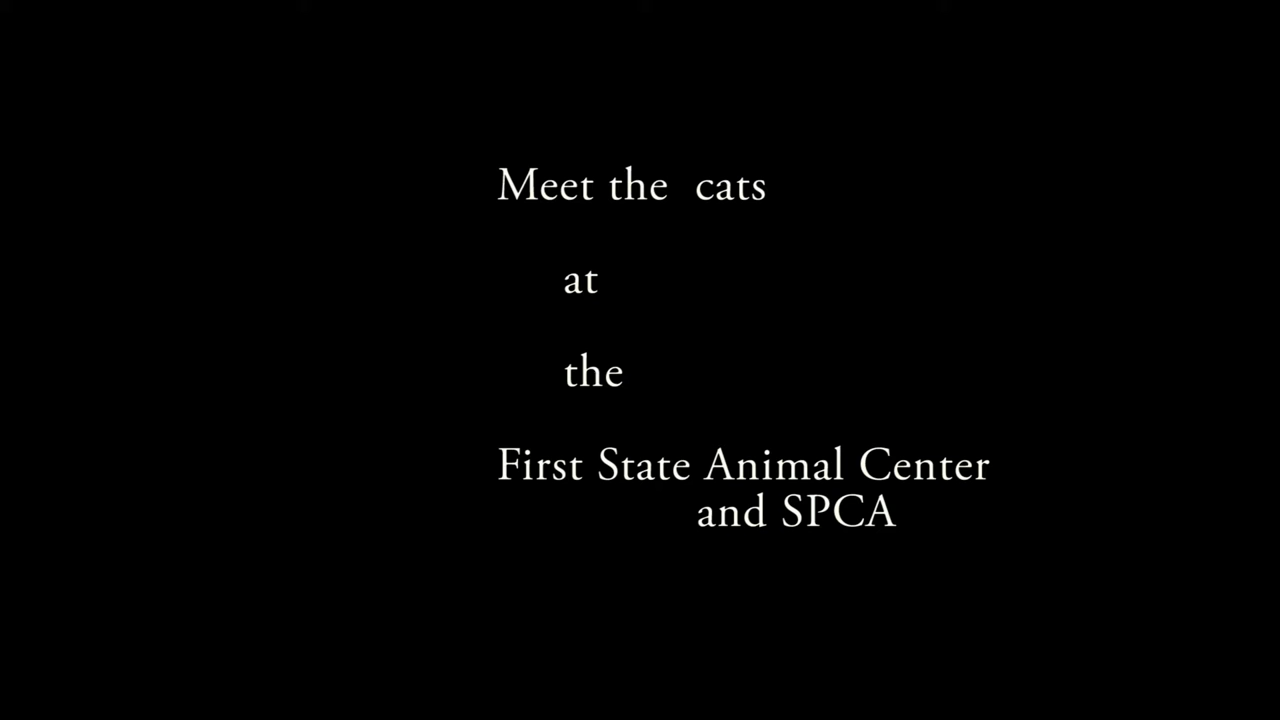 Meet the  cats
at
the
First State Animal Center
and SPCA